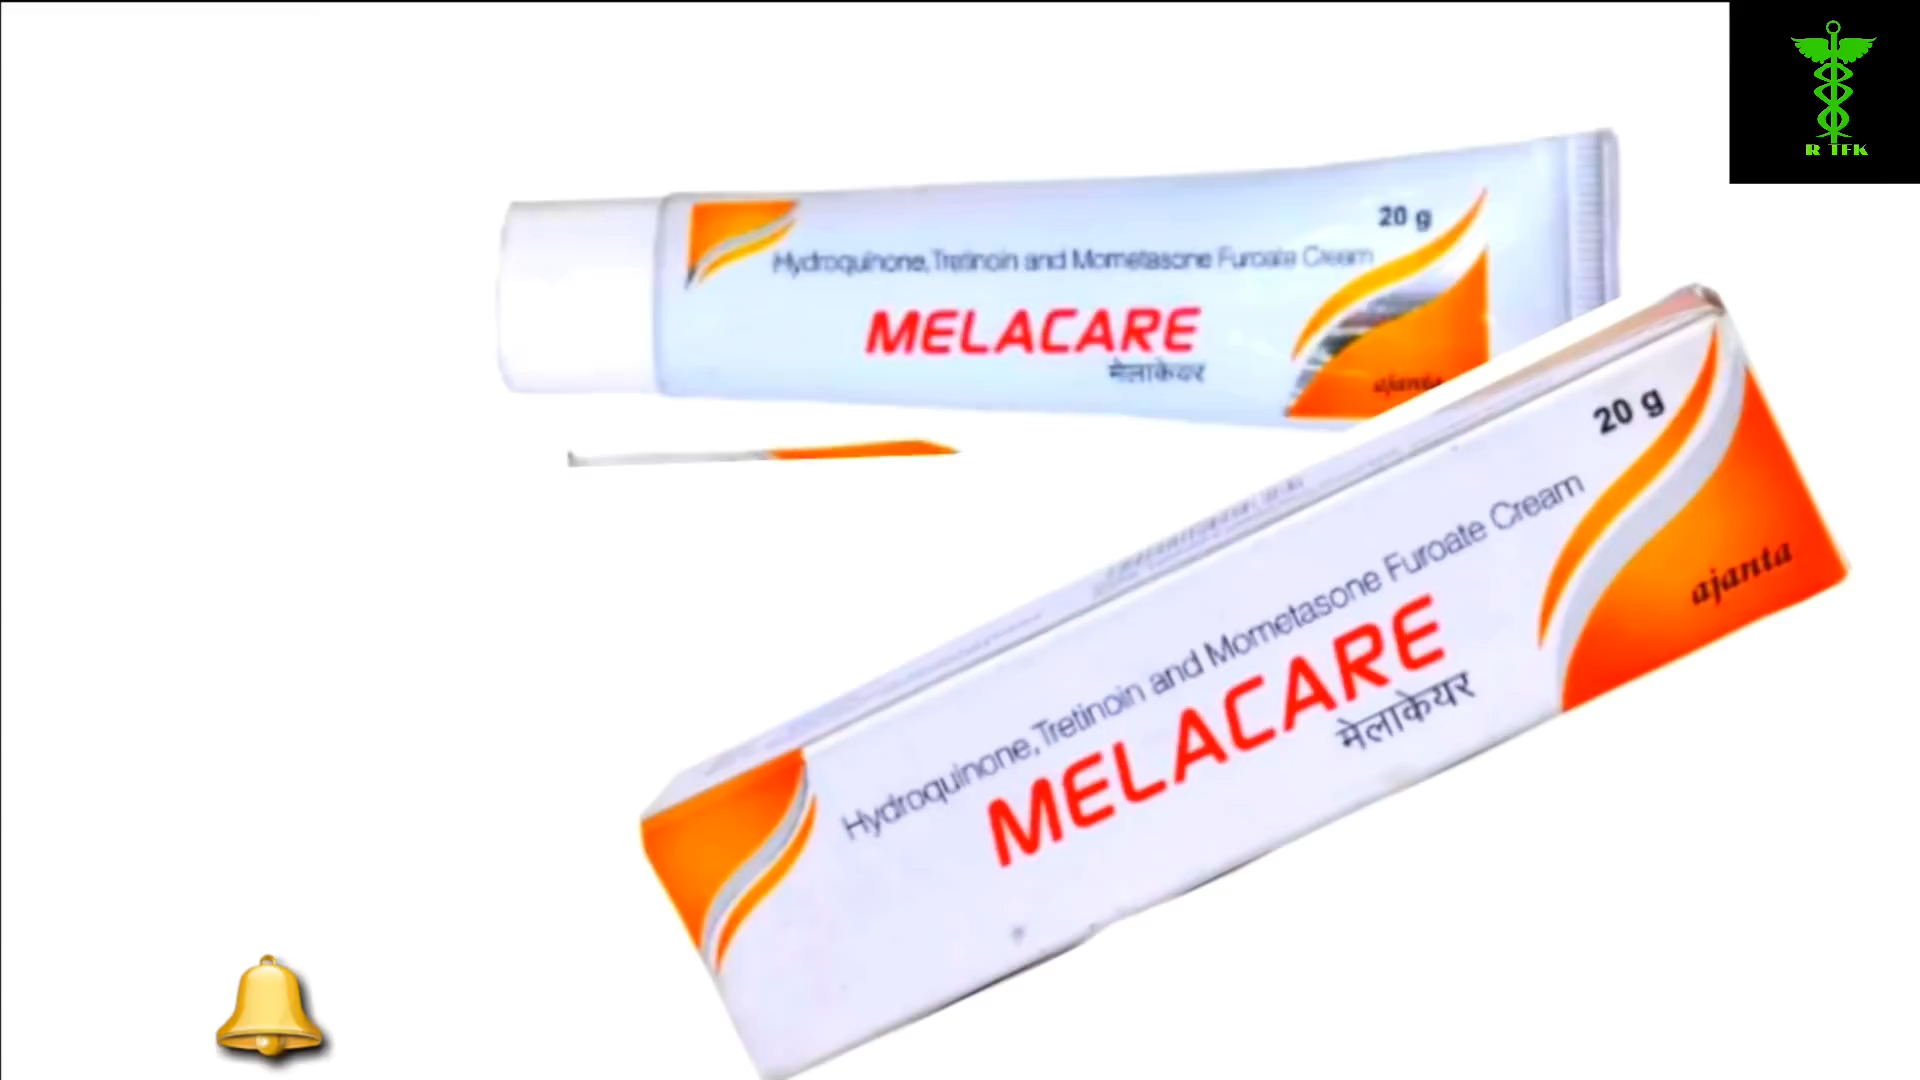 R TFK
20 g
Hydroquinone, Tretinoin and Mometasone Furoate Cream
MELACARE
मेलाकेयर
ajanta
20 g
Hydroquinone, Tretinoin and Mometasone Furoate Cream
MELACARE
मेलाकेयर
ajanta